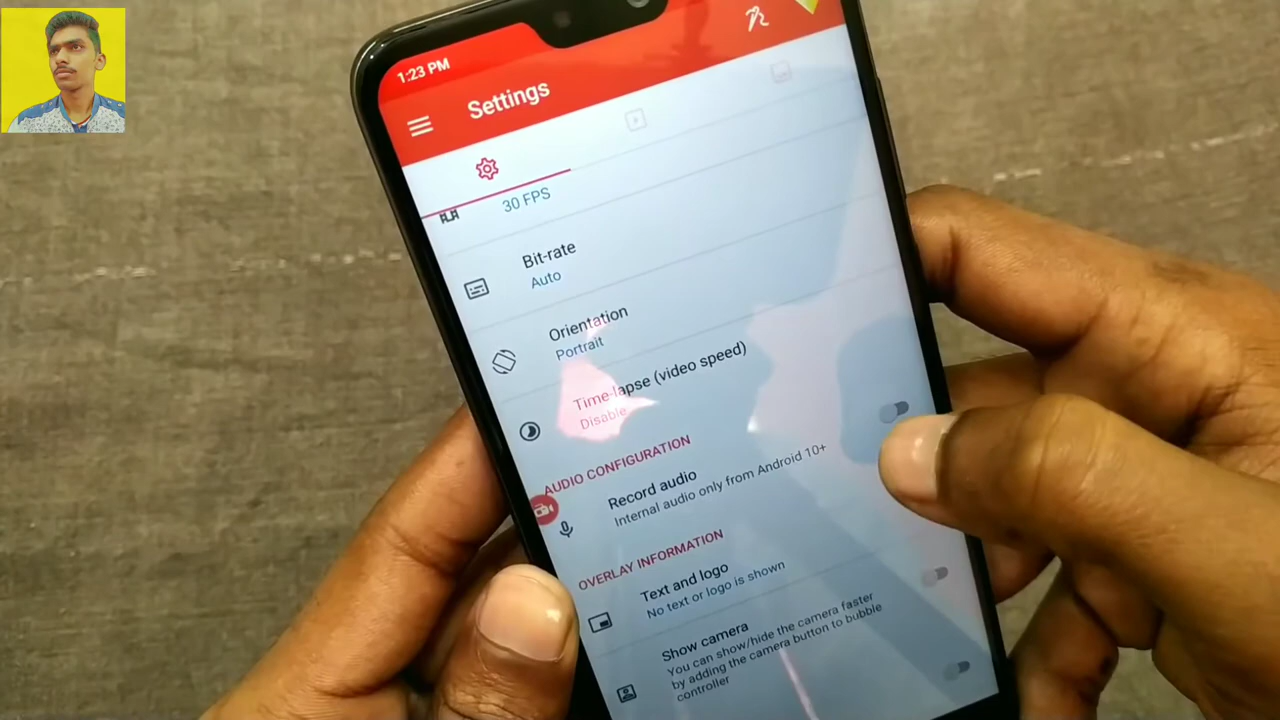 1:23 PM
Settings
30 FPS
Bit-rate
Auto
Orientation
Portrait
Time-lapse (video speed)
Disable
AUDIO CONFIGURATION
Record audio
Internal audio only from Android 10+
OVERLAY INFORMATION
Text and logo
No text or logo is shown
Show camera
You can show/hide the camera faster
by adding the camera button to bubble
controller